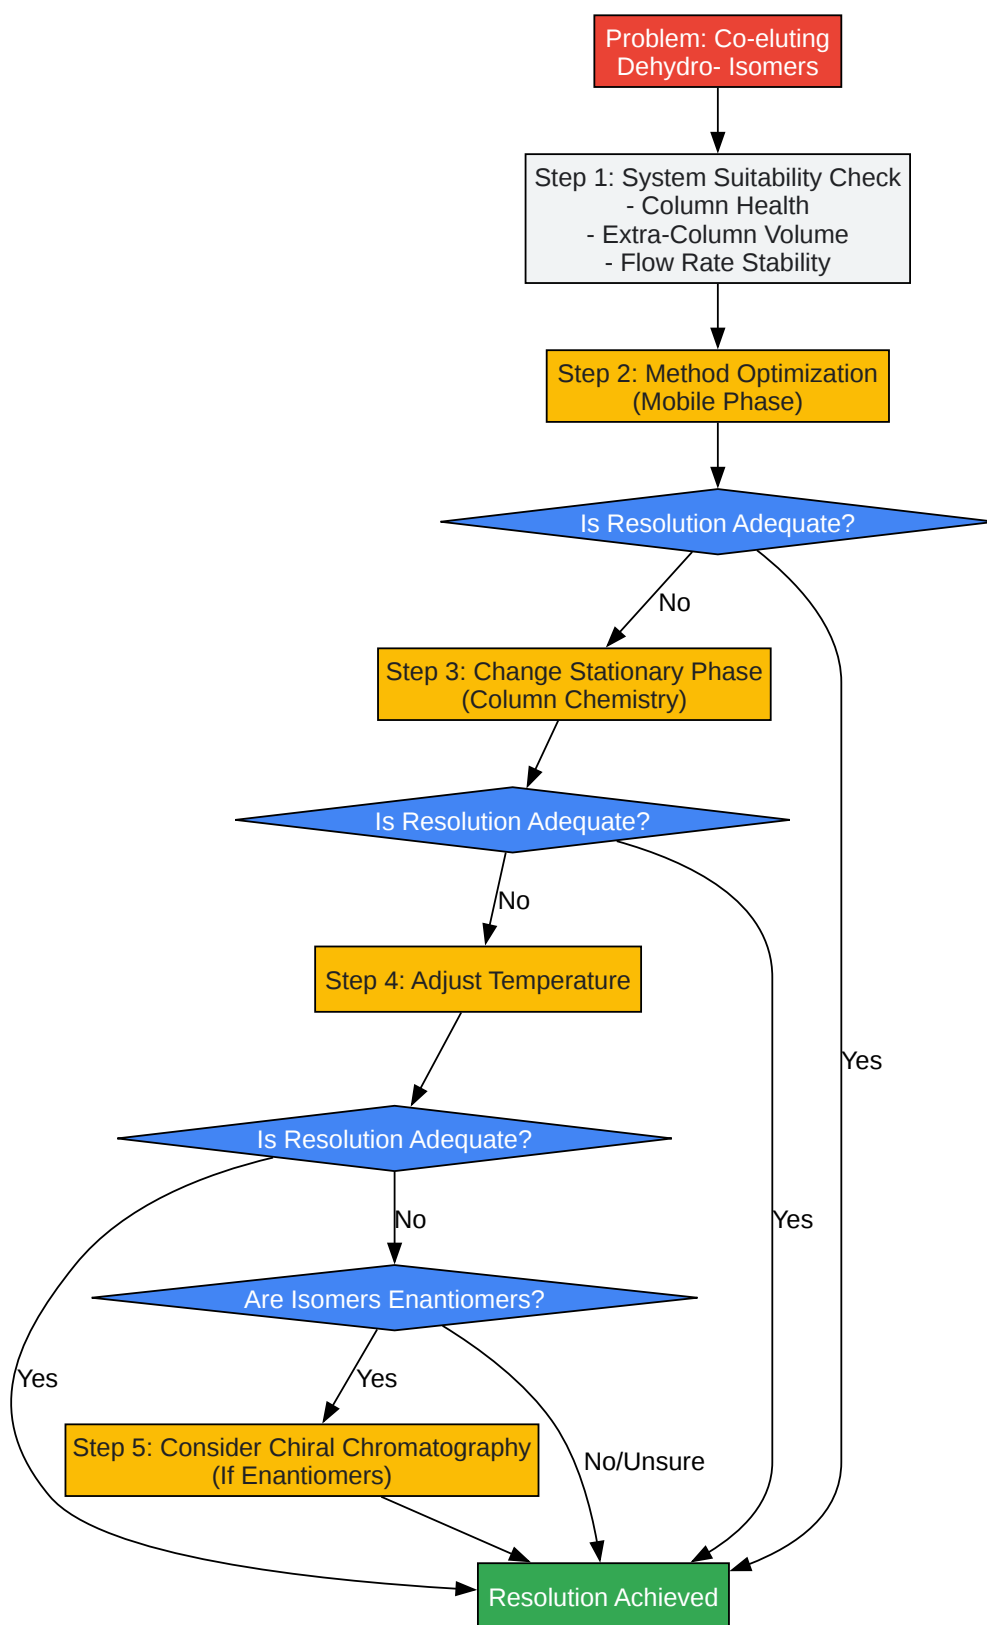 Problem: Co-eluting
Dehydro- Isomers
Step 1: System Suitability Check
- Column Health
- Extra-Column Volume
- Flow Rate Stability
Step 2: Method Optimization
(Mobile Phase)
Is Resolution Adequate?
No
Step 3: Change Stationary Phase
(Column Chemistry)
Is Resolution Adequate?
No
Step 4: Adjust Temperature
Yes
Is Resolution Adequate?
No
Yes
Are Isomers Enantiomers?
Yes
Yes
Step 5: Consider Chiral Chromatography
(If Enantiomers)
No/Unsure
Resolution Achieved